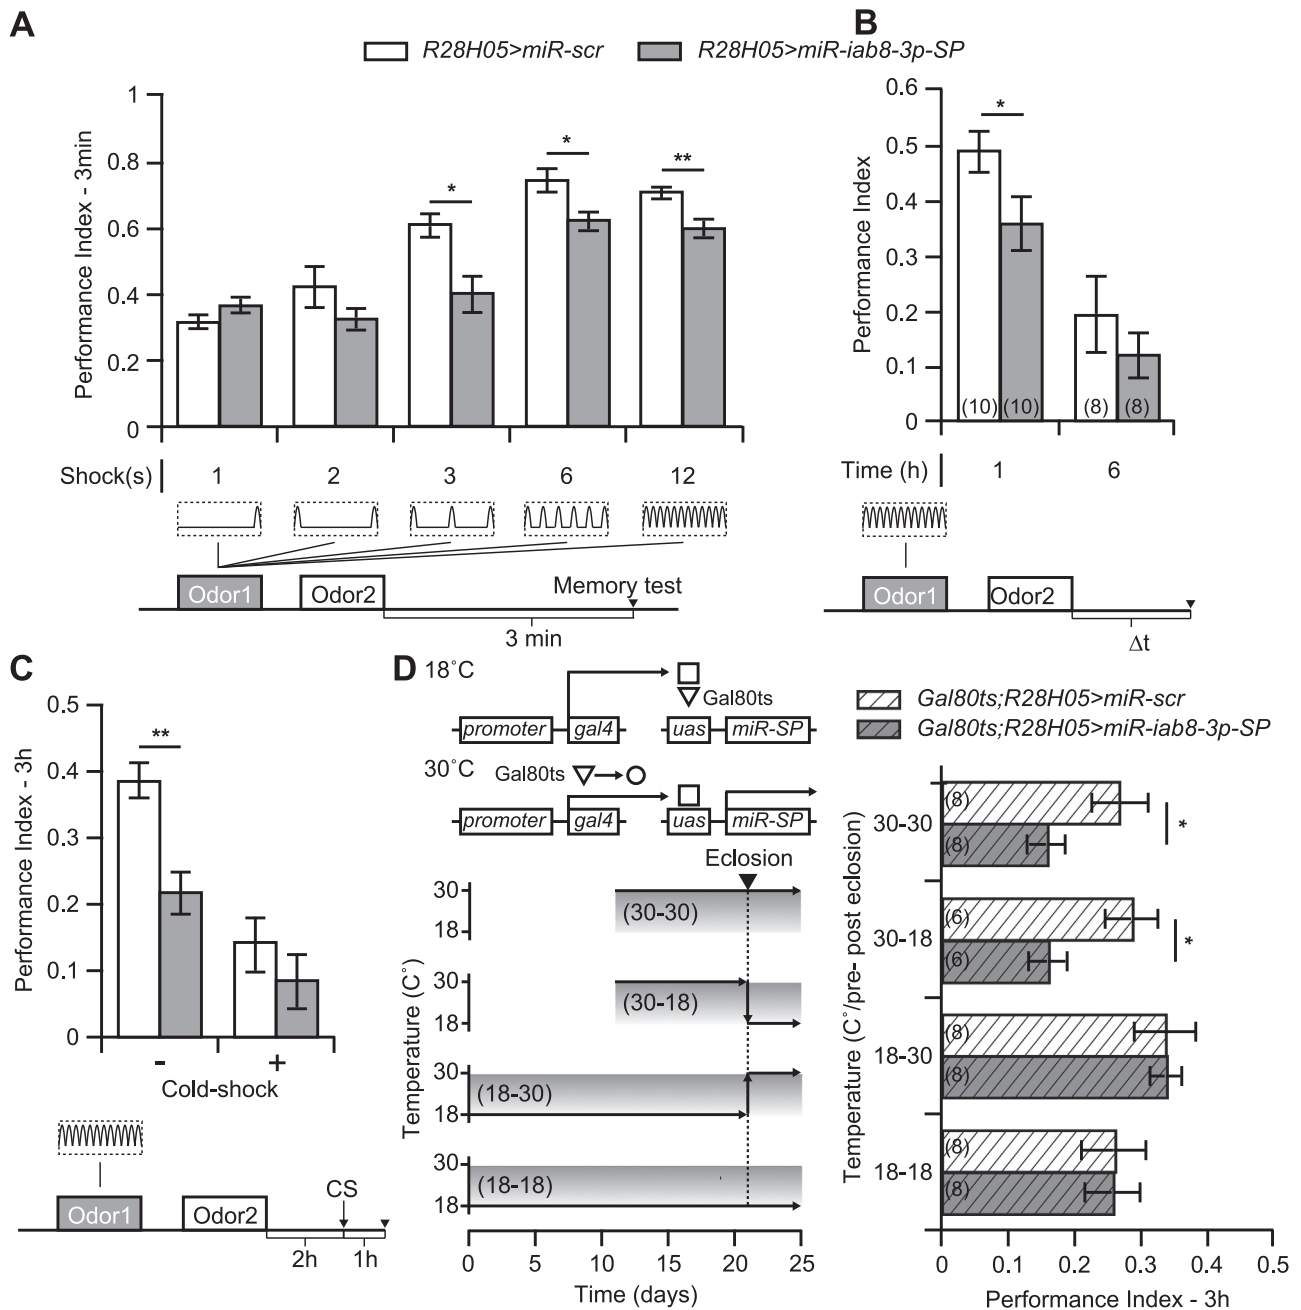 A
B
R28H05>miR-scr
R28H05>miR-iab8-3p-SP
Performance Index - 3min
1
0.8
0.6
0.4
0.2
0
*
*
**
Shock(s)
1
2
3
6
12
Odor1
Odor2
Memory test
3 min
Performance Index
0.6
0.5
0.4
0.3
0.2
0.1
0
*
(10)
(10)
(8)
(8)
Time (h)
1
6
Odor1
Odor2
Δt
C
Performance Index - 3h
0.5
0.4
0.3
0.2
0.1
0
**
-
+
Cold-shock
Odor1
Odor2
CS
2h
1h
D
18˚C
Gal80ts
promoter
gal4
uas
miR-SP
30˚C
Gal80ts
promoter
gal4
uas
miR-SP
Eclosion
Temperature (C˚)
30
18
(30-30)
30
18
(30-18)
30
18
(18-30)
30
18
(18-18)
0
5
10
15
20
25
Time (days)
Gal80ts;R28H05>miR-scr
Gal80ts;R28H05>miR-iab8-3p-SP
Temperature (C˚/pre- post eclosion)
30-30
(8)
(8)
*
30-18
(6)
(6)
*
18-30
(8)
(8)
18-18
(8)
(8)
0
0.1
0.2
0.3
0.4
0.5
Performance Index - 3h